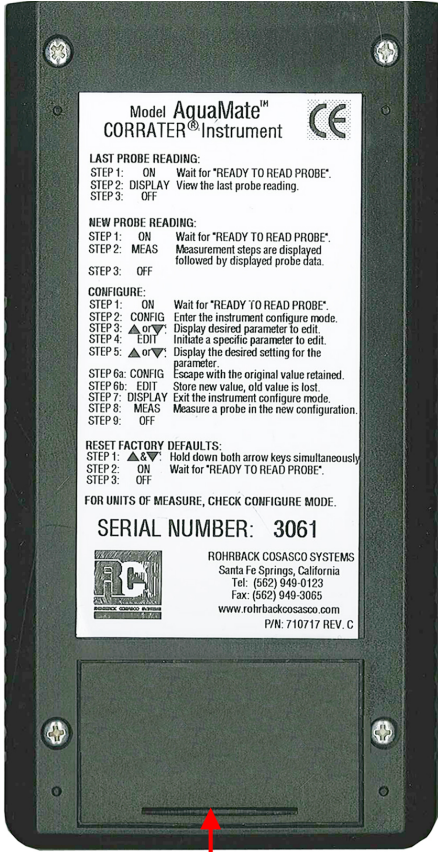 Model AquaMate™
CORRATER® Instrument
CE
LAST PROBE READING:
STEP 1: ON Wait for "READY TO READ PROBE".
STEP 2: DISPLAY View the last probe reading.
STEP 3: OFF
NEW PROBE READING:
STEP 1: ON Wait for "READY TO READ PROBE".
STEP 2: MEAS Measurement steps are displayed
followed by displayed probe data.
STEP 3: OFF
CONFIGURE:
STEP 1: ON Wait for "READY TO READ PROBE".
STEP 2: CONFIG Enter the instrument configure mode.
STEP 3: ▲or▼: Display desired parameter to edit.
STEP 4: EDIT Initiate a specific parameter to edit.
STEP 5: ▲or▼: Display the desired setting for the
parameter.
STEP 6a: CONFIG Escape with the original value retained.
STEP 6b: EDIT Store new value, old value is lost.
STEP 7: DISPLAY Exit the instrument configure mode.
STEP 8: MEAS Measure a probe in the new configuration.
STEP 9: OFF
RESET FACTORY DEFAULTS:
STEP 1: ▲&▼: Hold down both arrow keys simultaneously
STEP 2: ON Wait for "READY TO READ PROBE".
STEP 3: OFF
FOR UNITS OF MEASURE, CHECK CONFIGURE MODE.
SERIAL NUMBER: 3061
RCS
ROHRBACK COSASCO SYSTEMS
ROHRBACK COSASCO SYSTEMS
Santa Fe Springs, California
Tel: (562) 949-0123
Fax: (562) 949-3065
www.rohrbackcosasco.com
P/N: 710717 REV. C